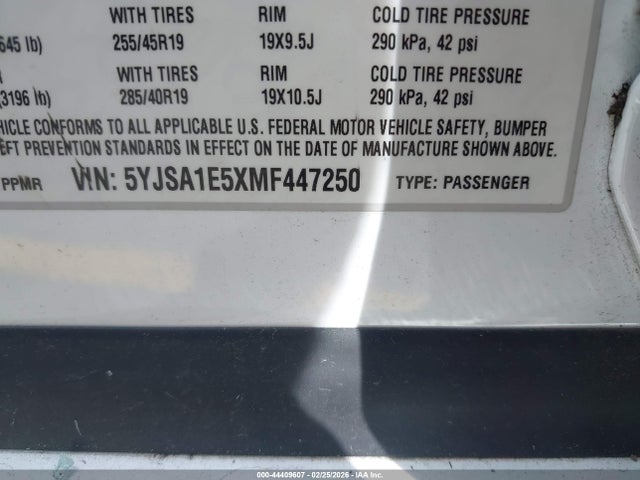 WITH TIRES RIM COLD TIRE PRESSURE
645 lb) 255/45R19 19X9.5J 290 kPa, 42 psi
WITH TIRES RIM COLD TIRE PRESSURE
(3196 lb) 285/40R19 19X10.5J 290 kPa, 42 psi
HICLE CONFORMS TO ALL APPLICABLE U.S. FEDERAL MOTOR VEHICLE SAFETY, BUMPER
EFT PREVENTION STANDARDS IN EFFECT ON THE DATE OF MANUFACTURE SHOWN ABOVE.
PPMR VIN: 5YJSA1E5XMF447250 TYPE: PASSENGER
000-44409607 - 02/25/2026 - IAA Inc.